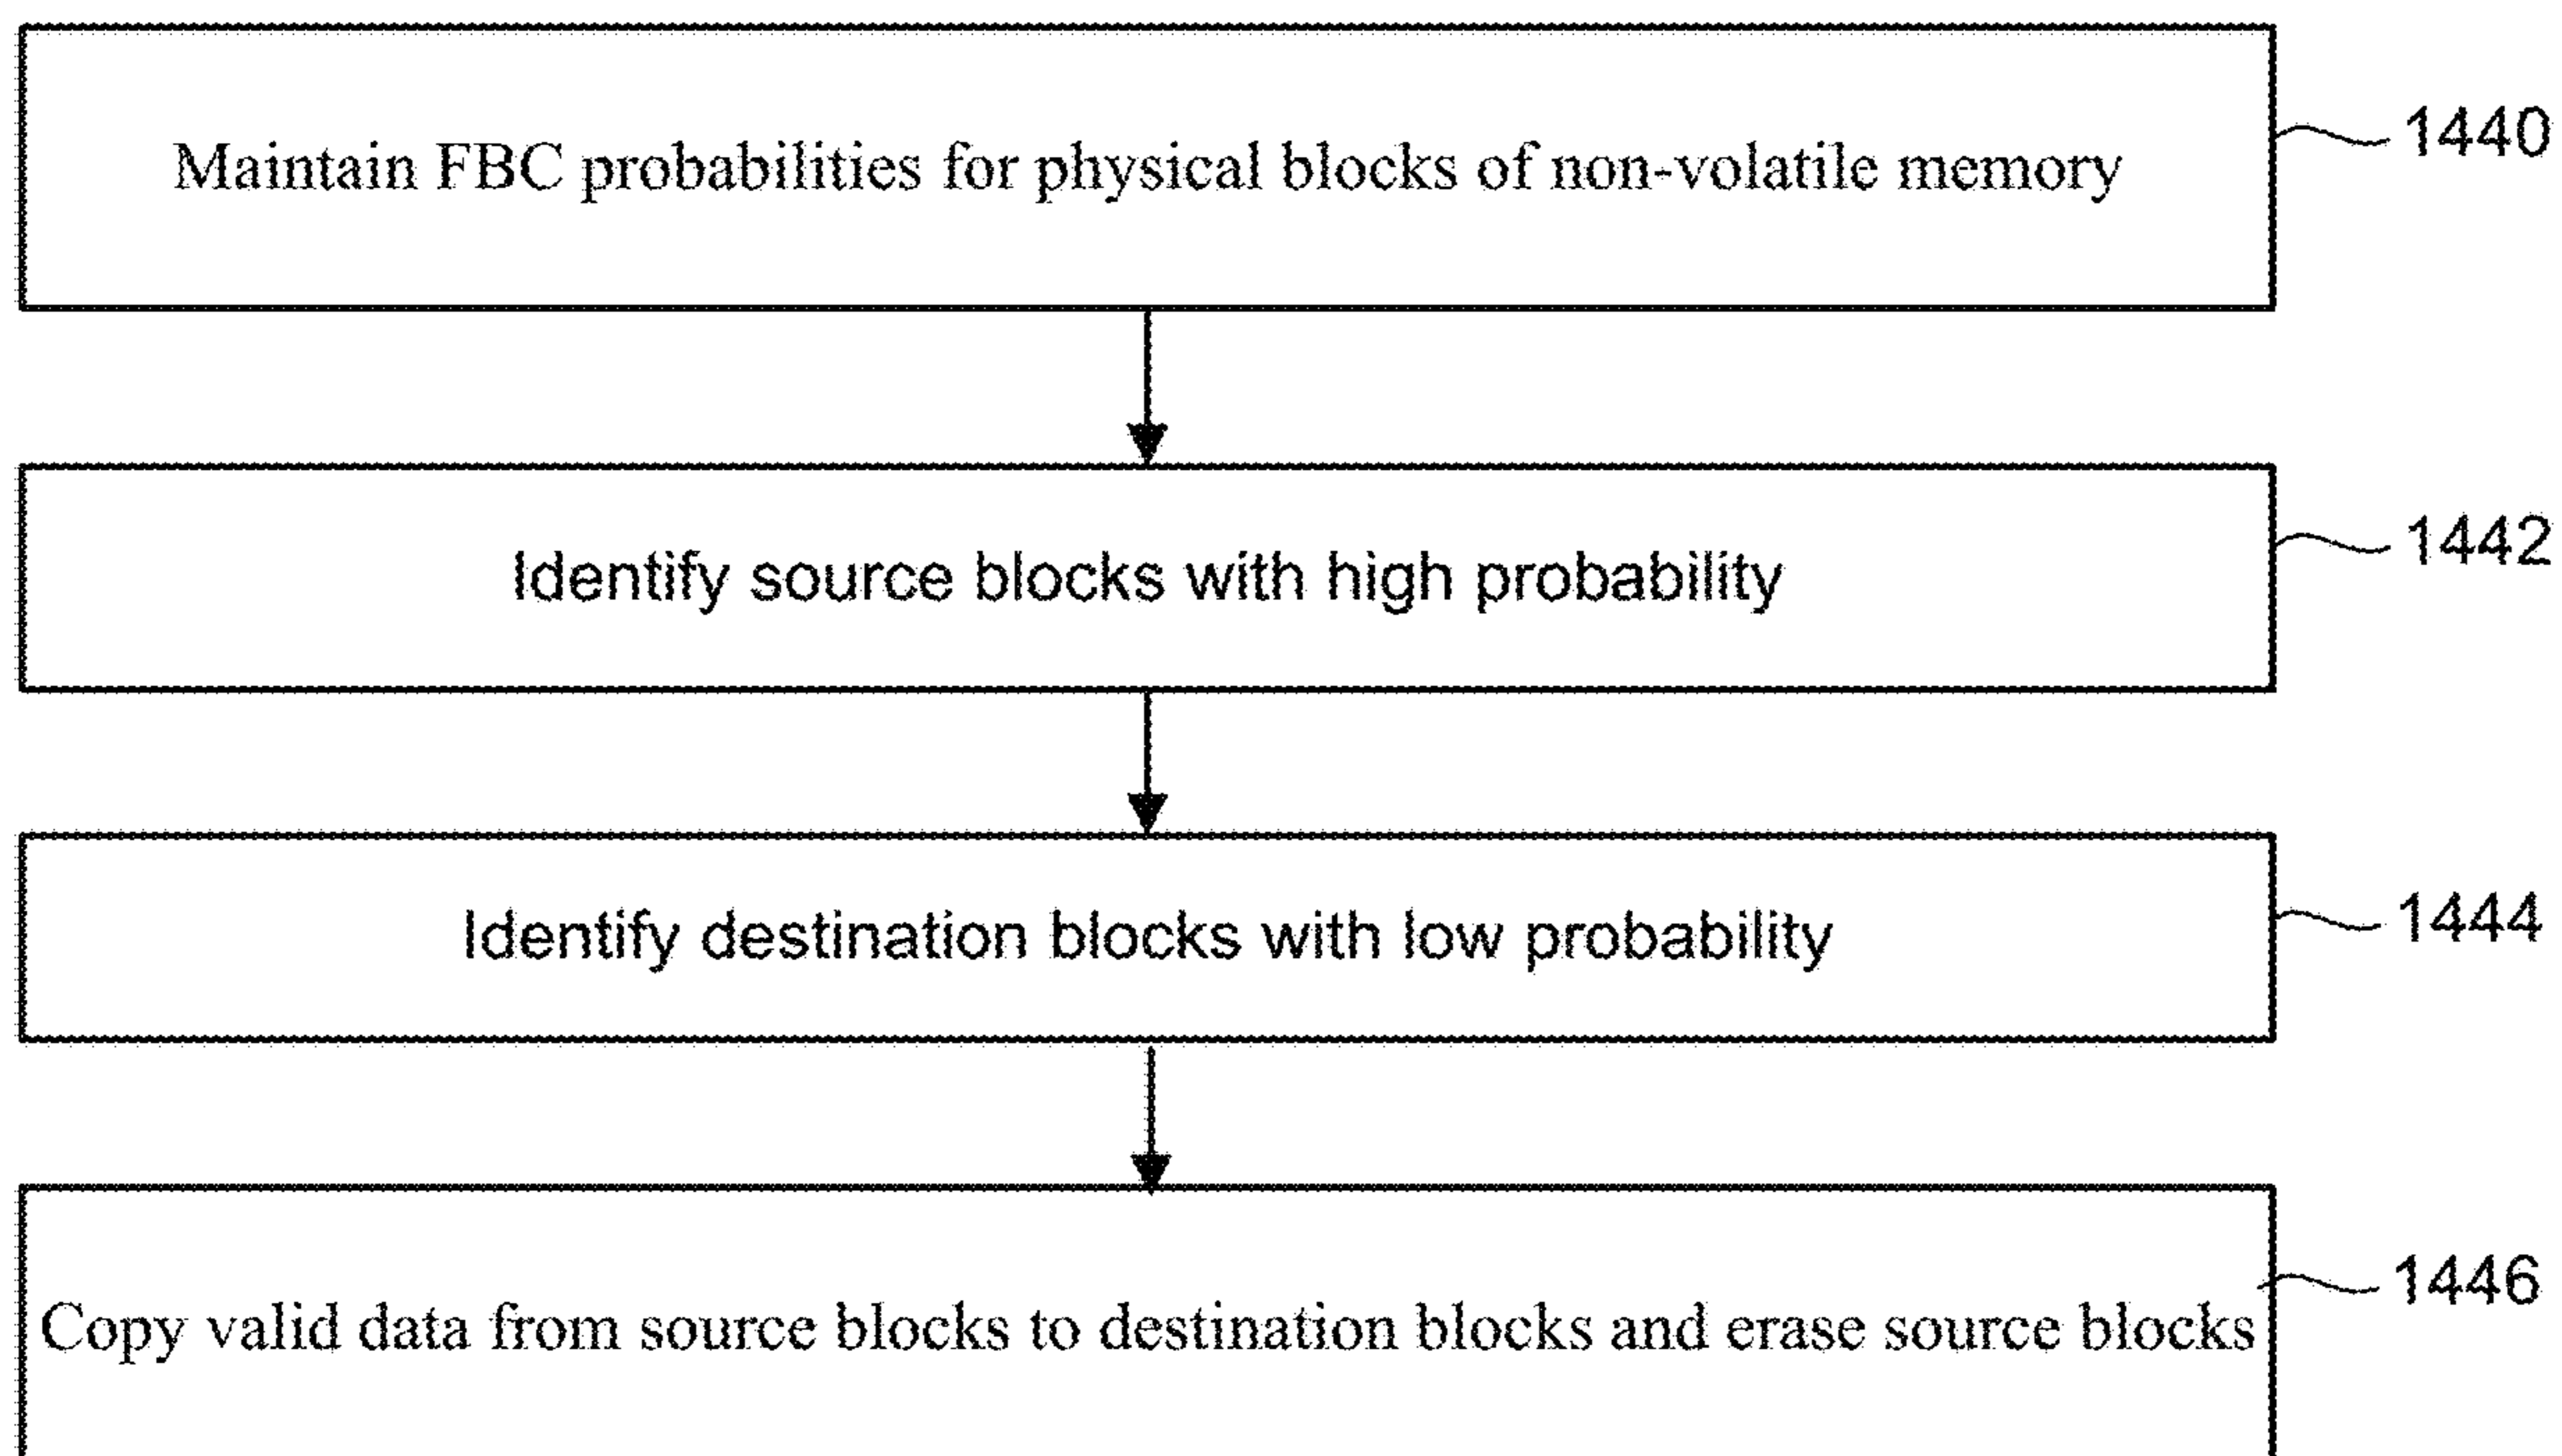 Maintain FBC probabilities for physical blocks of non-volatile memory
1440
Identify source blocks with high probability
1442
Identify destination blocks with low probability
1444
Copy valid data from source blocks to destination blocks and erase source blocks
1446